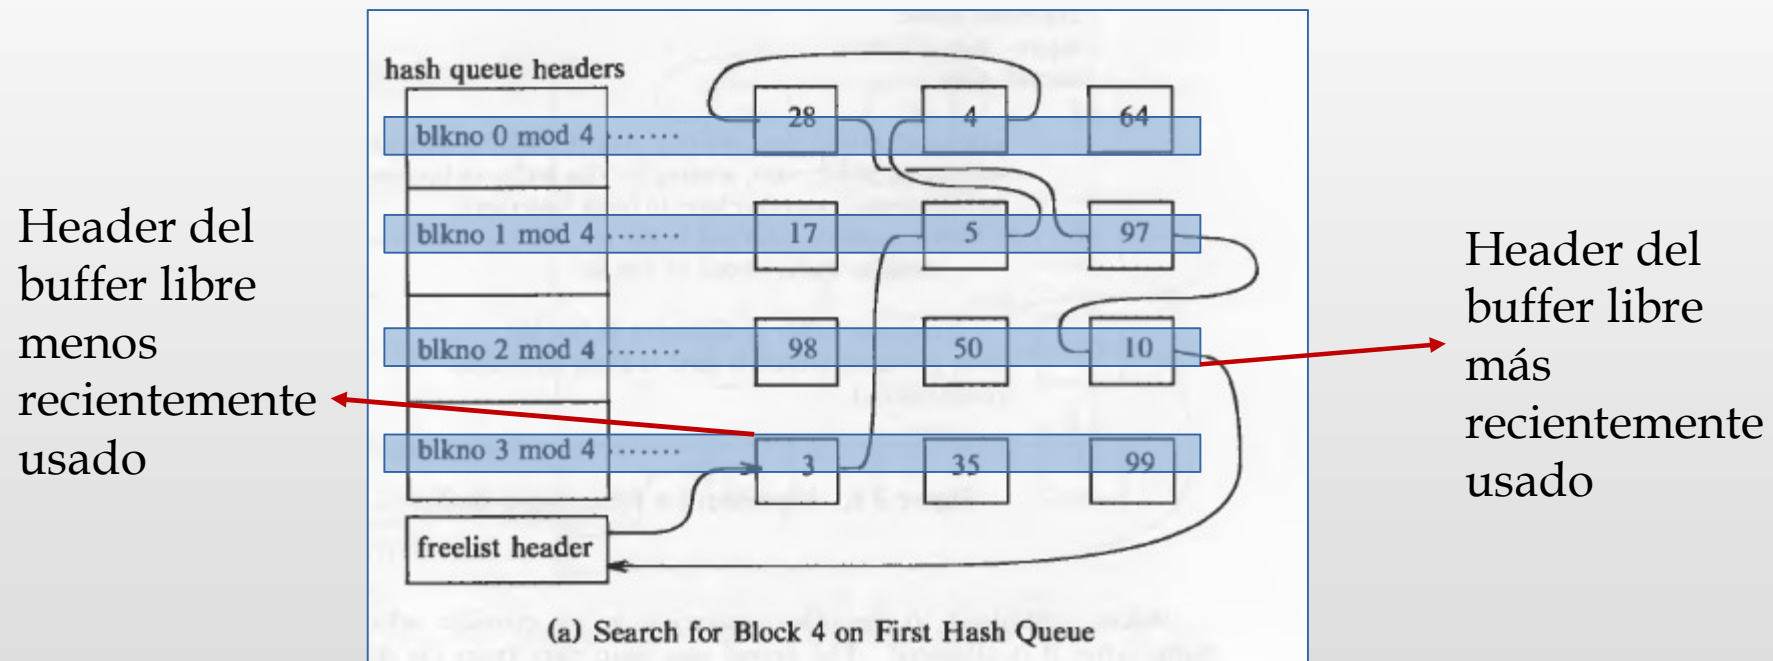 Header del
buffer libre
menos
recientemente
usado
hash queue headers
blkno 0 mod 4 ....... 28 4 64
blkno 1 mod 4 ....... 17 5 97
blkno 2 mod 4 ....... 98 50 10
blkno 3 mod 4 ....... 3 35 99
freelist header
(a) Search for Block 4 on First Hash Queue
Header del
buffer libre
más
recientemente
usado